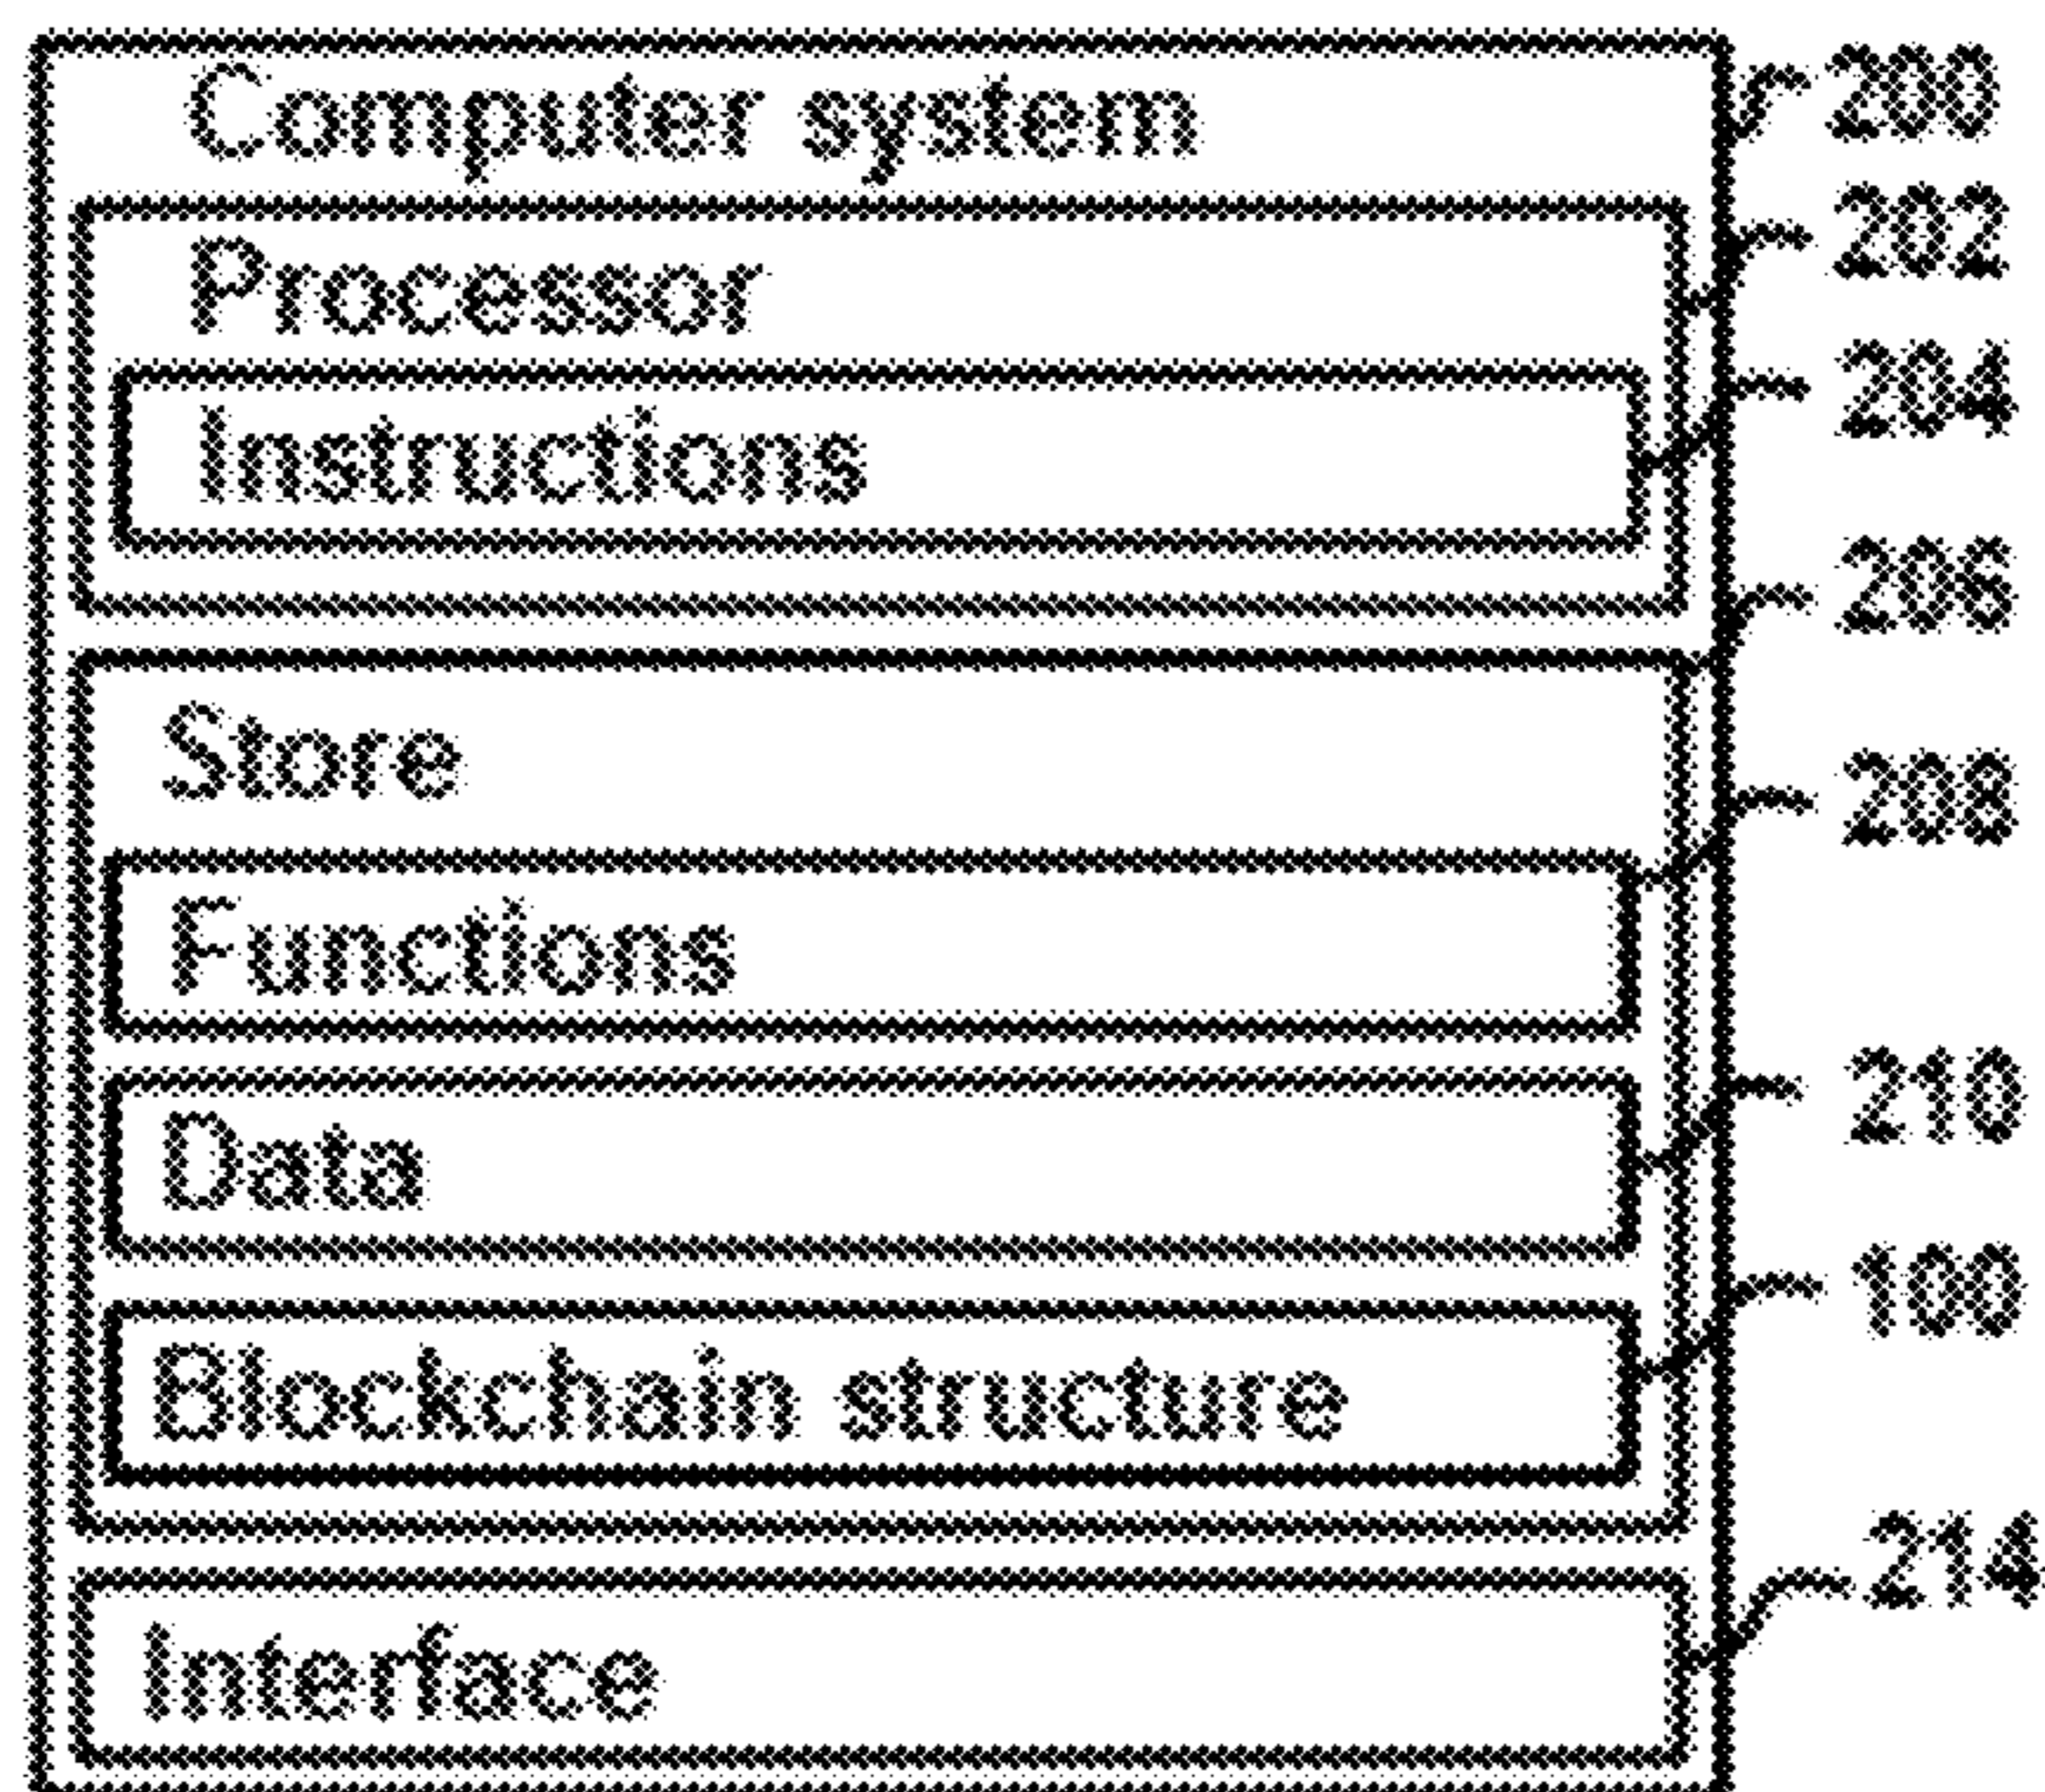 Computer system 200
Processor 202
Instructions 204
206
Store
208
Functions
210
Data
100
Blockchain structure
214
Interface